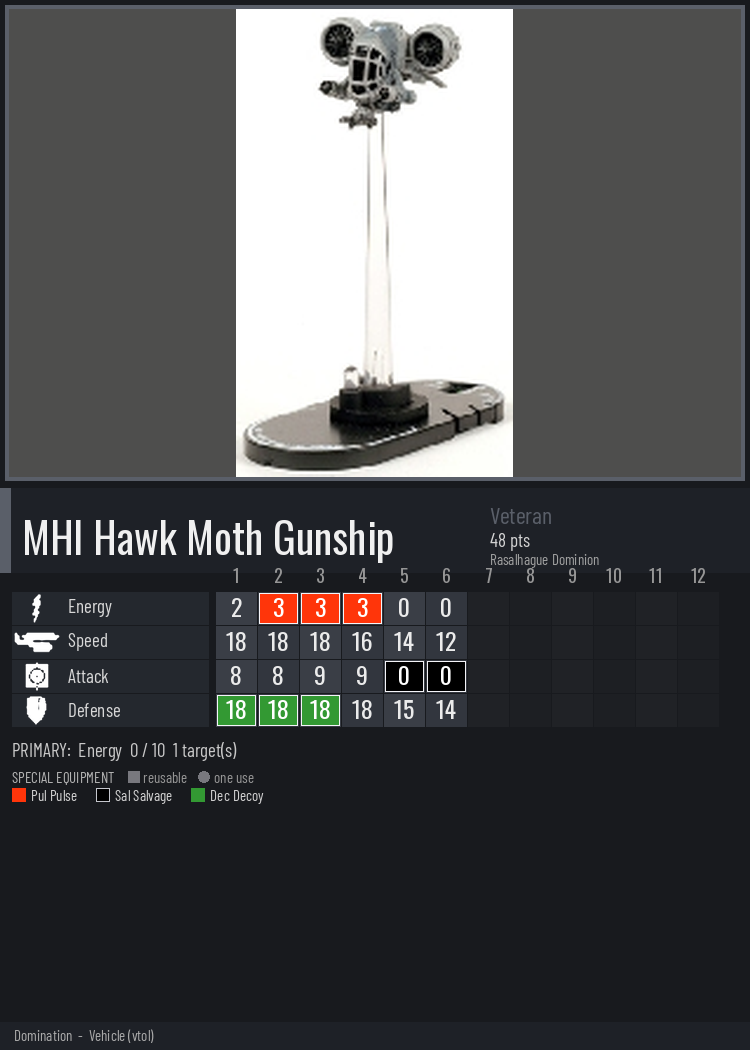 MHI Hawk Moth Gunship
Veteran
48 pts
Rasalhague Dominion
1 2 3 4 5 6 7 8 9 10 11 12
Energy 2 3 3 3 0 0
Speed 18 18 18 16 14 12
Attack 8 8 9 9 0 0
Defense 18 18 18 18 15 14
PRIMARY: Energy 0 / 10 1 target(s)
SPECIAL EQUIPMENT reusable one use
Pul Pulse Sal Salvage Dec Decoy
Domination - Vehicle (vtol)